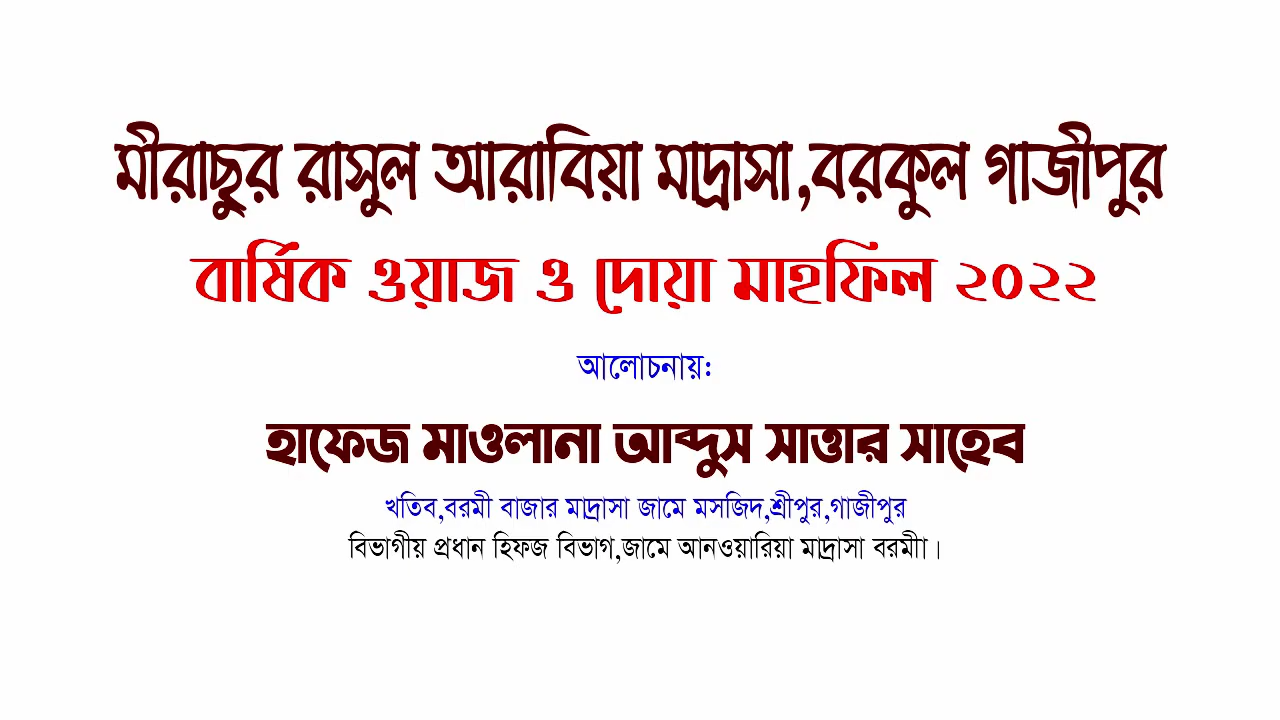 মীরাছুর রাসুল আরাবিয়া মাদ্রাসা,বরকুল গাজীপুর
বার্ষিক ওয়াজ ও দোয়া মাহফিল ২০২২
আলোচনায়:
হাফেজ মাওলানা আব্দুস সাত্তার সাহেব
খতিব,বরমী বাজার মাদ্রাসা জামে মসজিদ,শ্রীপুর,গাজীপুর
বিভাগীয় প্রধান হিফজ বিভাগ,জামে আনওয়ারিয়া মাদ্রাসা বরমীা।